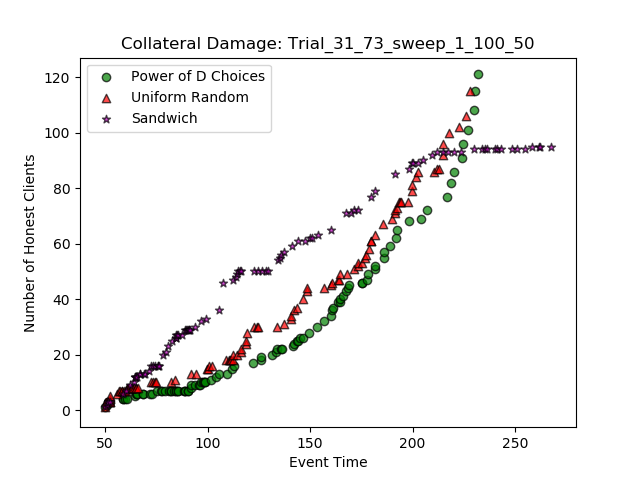 Collateral Damage: Trial_31_73_sweep_1_100_50
Power of D Choices
Uniform Random
Sandwich
Number of Honest Clients
120
100
80
60
40
20
0
50 100 150 200 250
Event Time